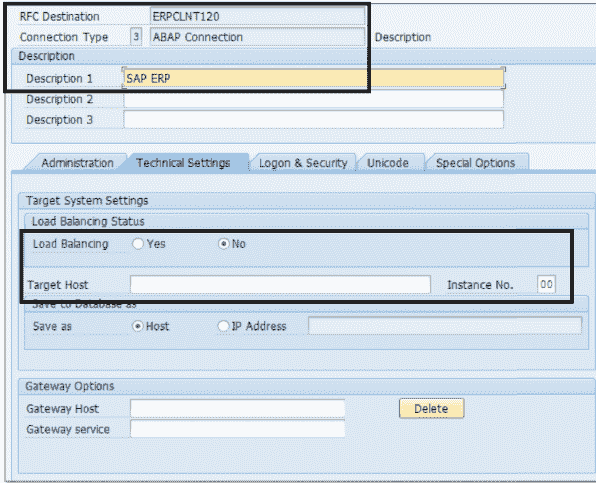 RFC Destination ERPCLNT120
Connection Type 3 ABAP Connection Description
Description
Description 1 SAP ERP
Description 2
Description 3
Administration Technical Settings Logon & Security Unicode Special Options
Target System Settings
Load Balancing Status
Load Balancing Yes No
Target Host Instance No. 00
Save to Database as
Save as Host IP Address
Gateway Options
Gateway Host Delete
Gateway service